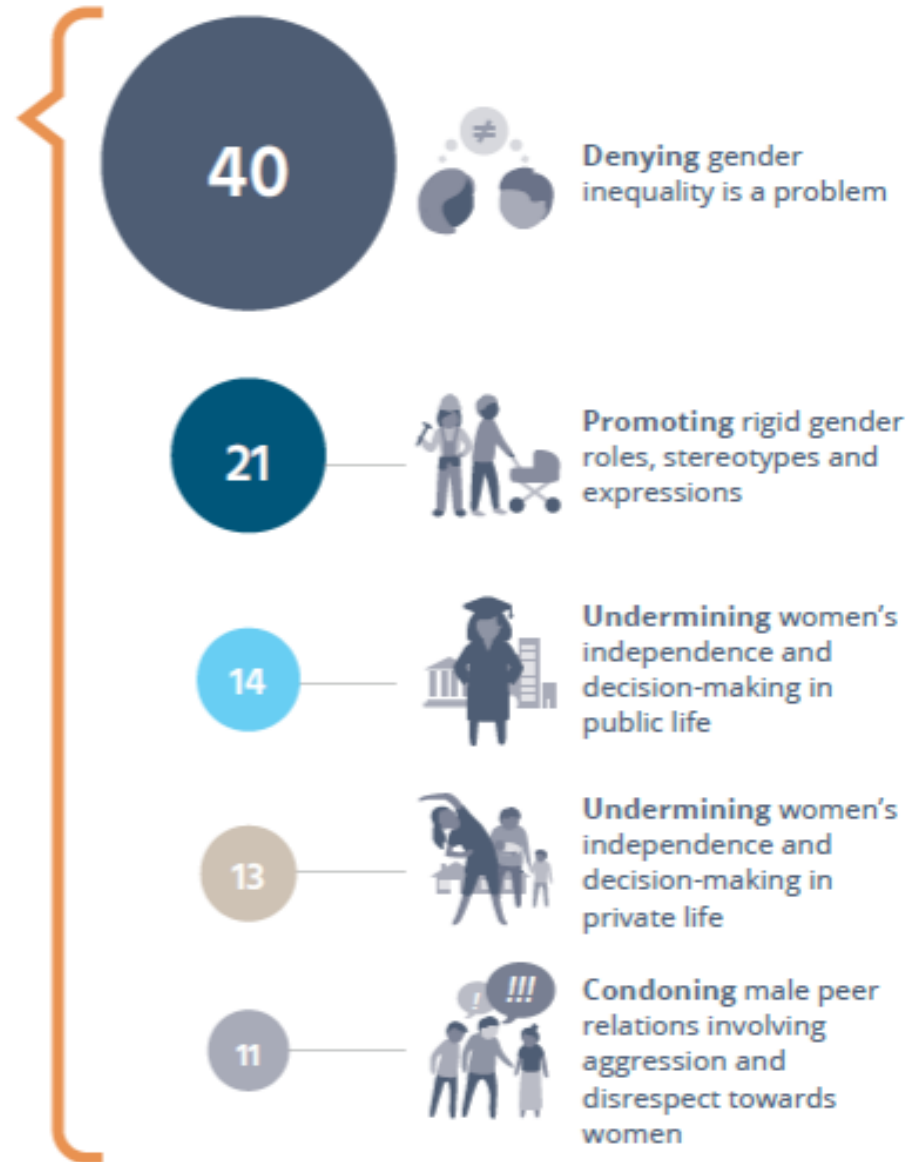 40
≠
Denying gender
inequality is a problem
21
Promoting rigid gender
roles, stereotypes and
expressions
14
Undermining women's
independence and
decision-making in
public life
13
Undermining women's
independence and
decision-making in
private life
11
! !!!
Condoning male peer
relations involving
aggression and
disrespect towards
women